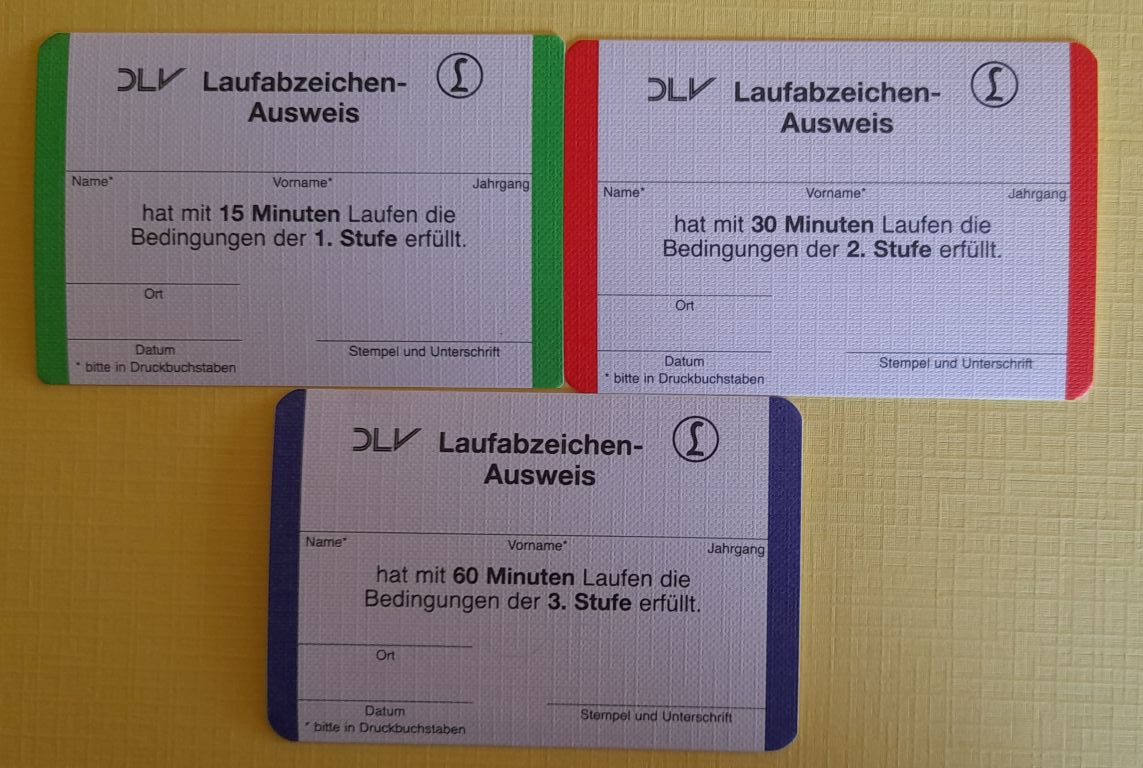 DLV Laufabzeichen-
Ausweis
Name* Vorname* Jahrgang
hat mit 15 Minuten Laufen die
Bedingungen der 1. Stufe erfüllt.
Ort
Datum Stempel und Unterschrift
* bitte in Druckbuchstaben
DLV Laufabzeichen-
Ausweis
Name* Vorname* Jahrgang
hat mit 30 Minuten Laufen die
Bedingungen der 2. Stufe erfüllt.
Ort
Datum Stempel und Unterschrift
* bitte in Druckbuchstaben
DLV Laufabzeichen-
Ausweis
Name* Vorname* Jahrgang
hat mit 60 Minuten Laufen die
Bedingungen der 3. Stufe erfüllt.
Ort
Datum Stempel und Unterschrift
* bitte in Druckbuchstaben